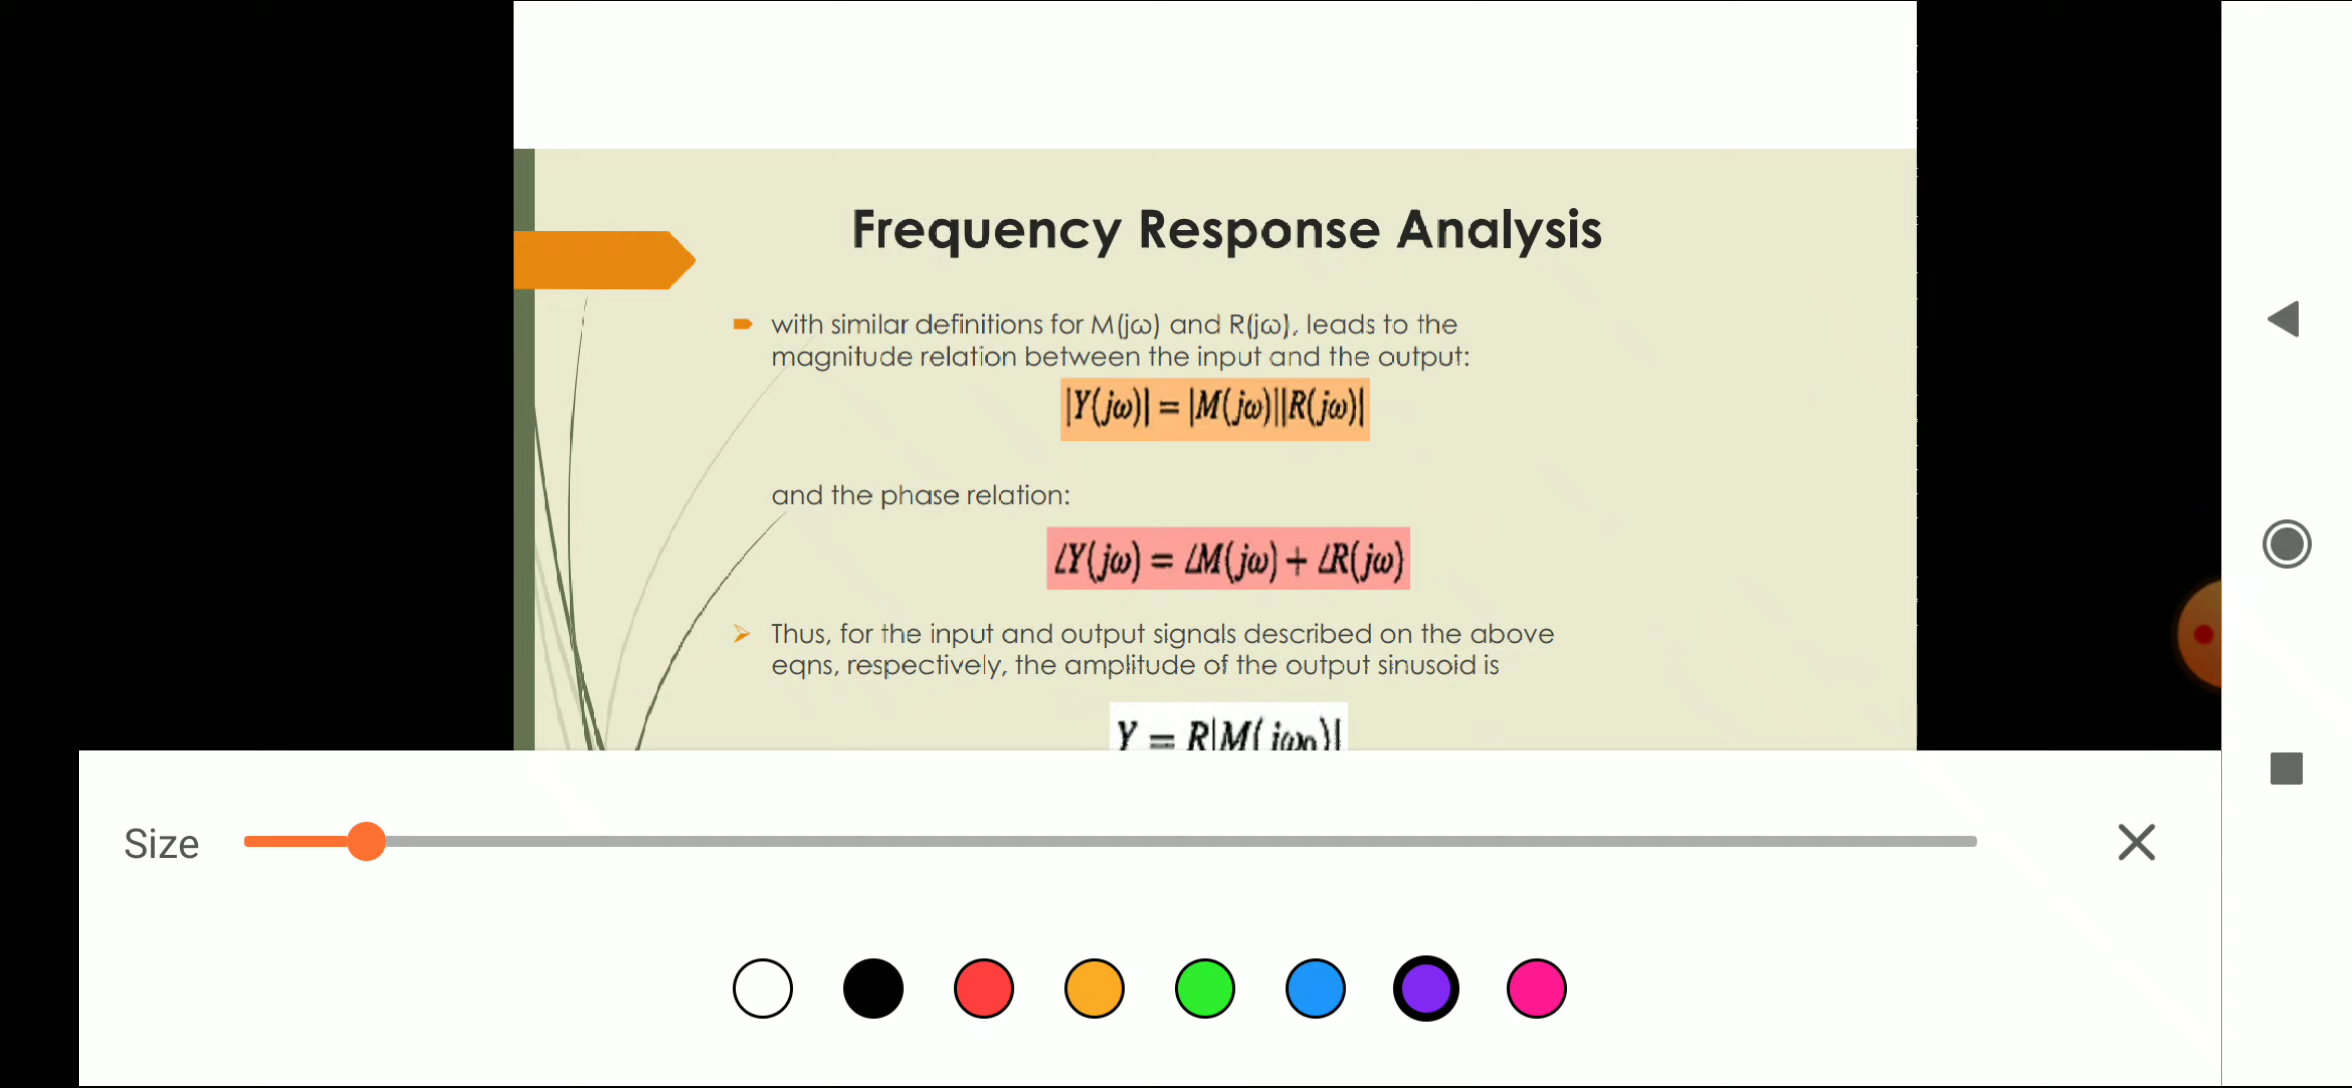 Frequency Response Analysis
with similar definitions for M(jω) and R(jω), leads to the
magnitude relation between the input and the output:
|Y(jω)| = |M(jω)||R(jω)|
and the phase relation:
∠Y(jω) = ∠M(jω) + ∠R(jω)
Thus, for the input and output signals described on the above
eqns, respectively, the amplitude of the output sinusoid is
Y = R|M(jω₀)|
Size